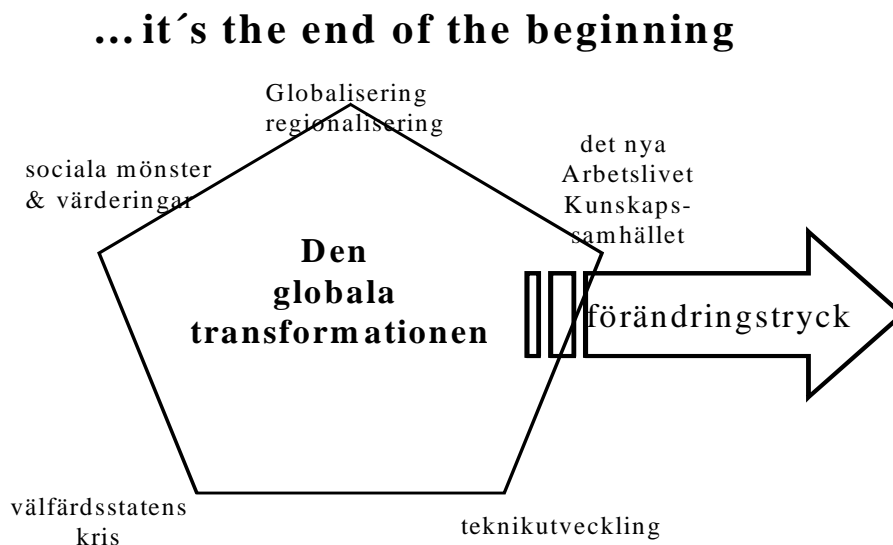 ...it´s the end of the beginning
Globalisering
regionalisering
det nya
Arbetslivet
Kunskaps-
samhället
sociala mönster
& värderingar
Den
globala
transformationen
förändringstryck
välfärdsstatens
kris
teknikutveckling